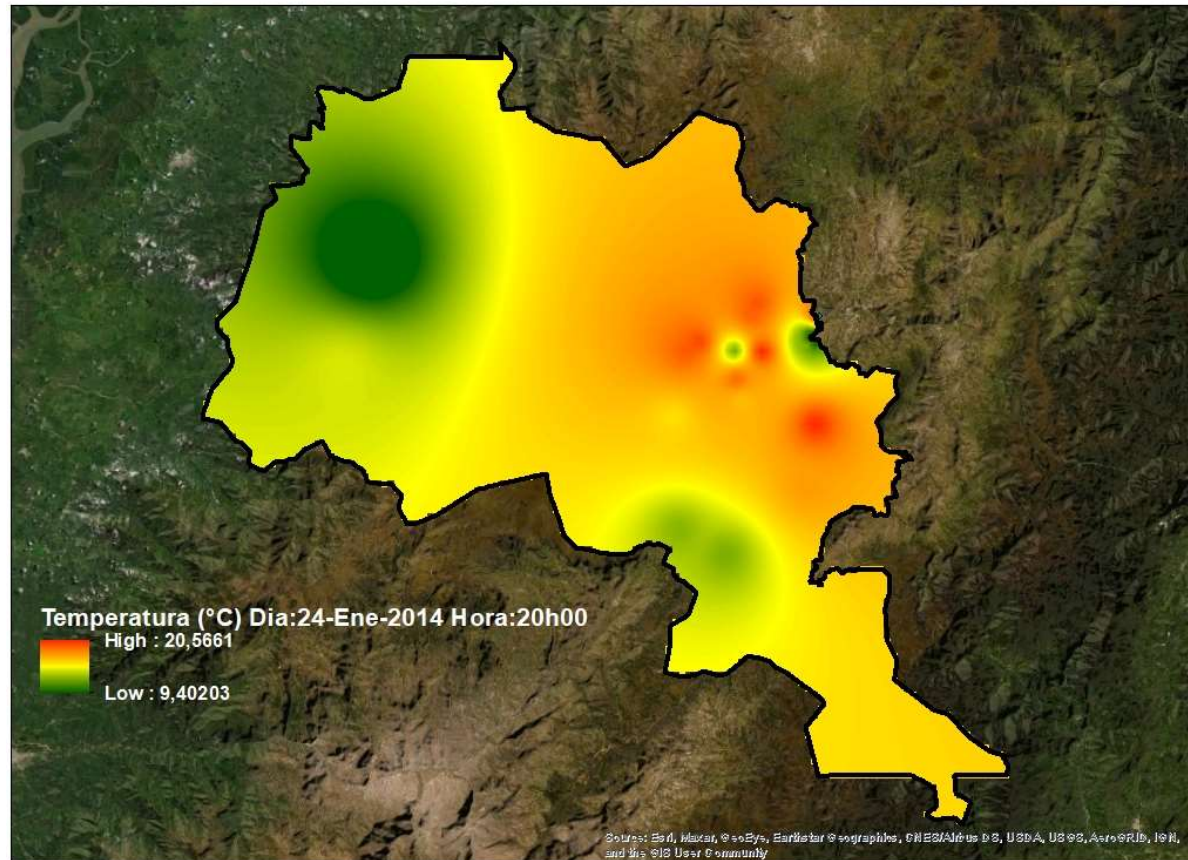 Temperatura (°C) Dia:24-Ene-2014 Hora:20h00
High : 20,5661
Low : 9,40203
Source: Esri, Maxar, GeoEye, Earthstar Geographics, CNES/Airbus DS, USDA, USGS, AeroGRID, IGN,
and the GIS User Community